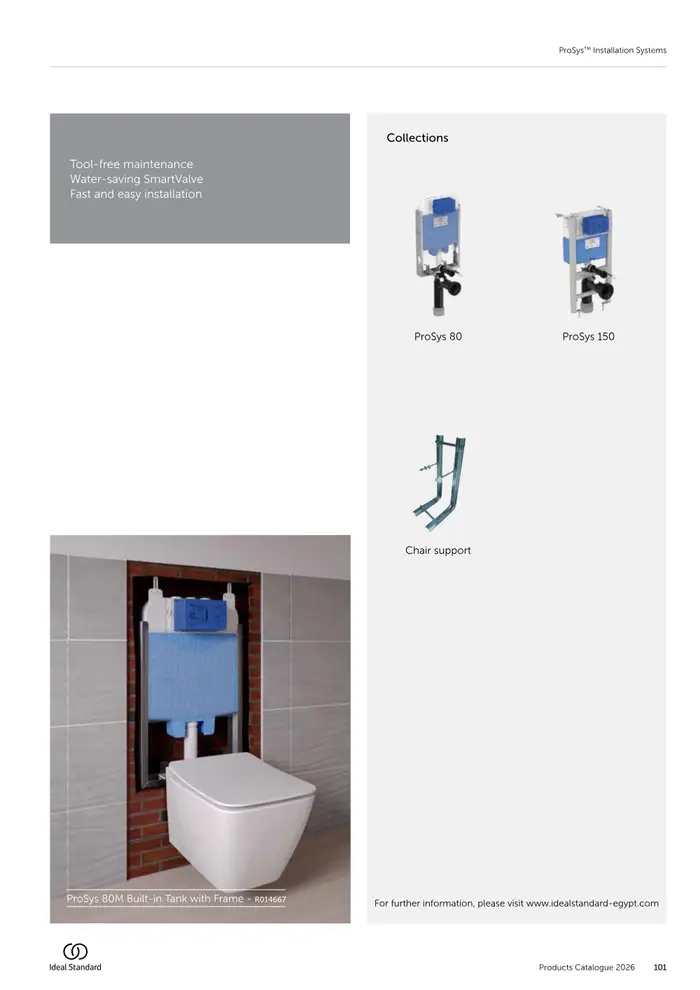 ProSys™ Installation Systems
Tool-free maintenance
Water-saving SmartValve
Fast and easy installation
Collections
ProSys 80
ProSys 150
Chair support
ProSys 80M Built-in Tank with Frame - R014667
For further information, please visit www.idealstandard-egypt.com
Ideal Standard
Products Catalogue 2026
101